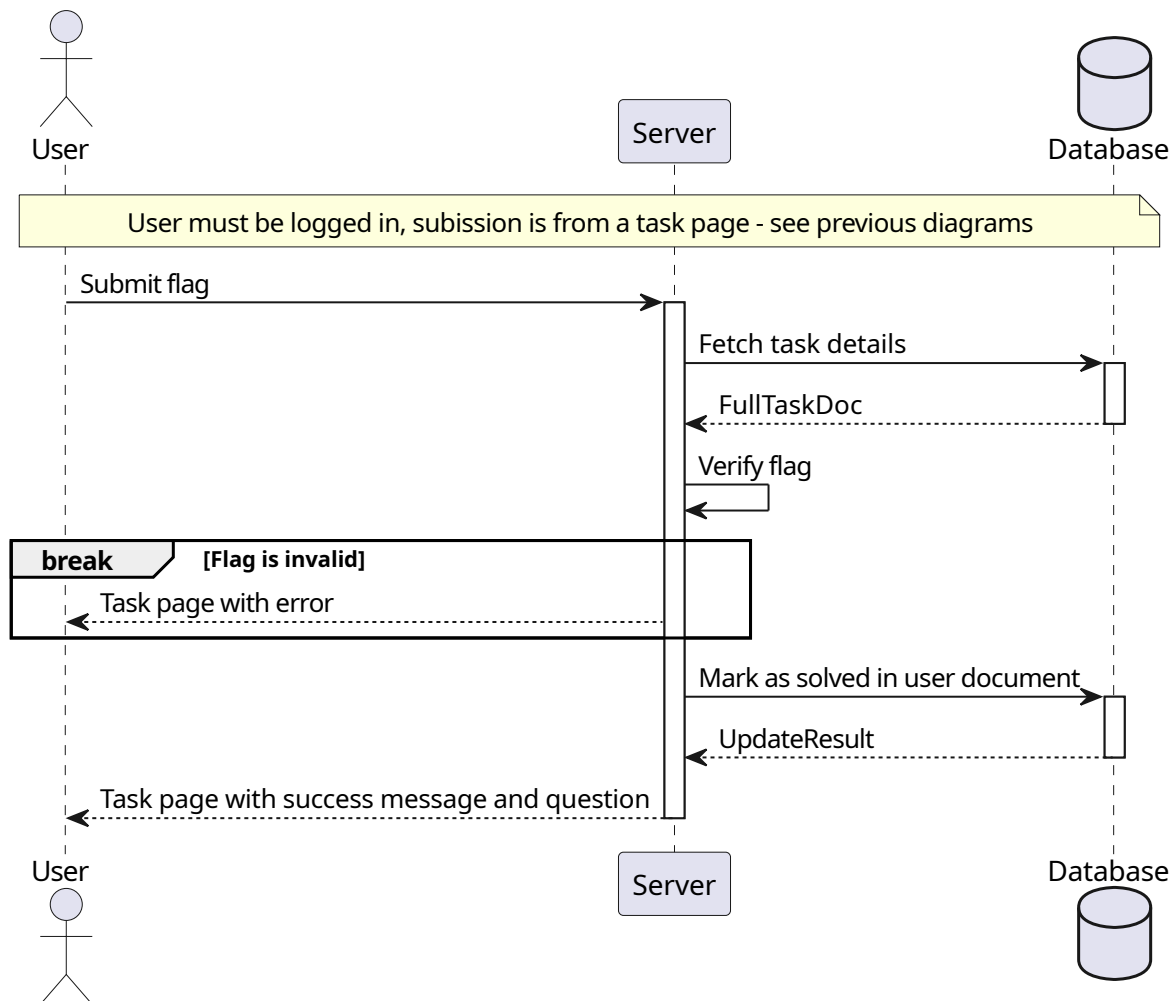 User
Server
Database
User must be logged in, subission is from a task page - see previous diagrams
Submit flag
Fetch task details
FullTaskDoc
Verify flag
break [Flag is invalid]
Task page with error
Mark as solved in user document
UpdateResult
Task page with success message and question
User
Server
Database